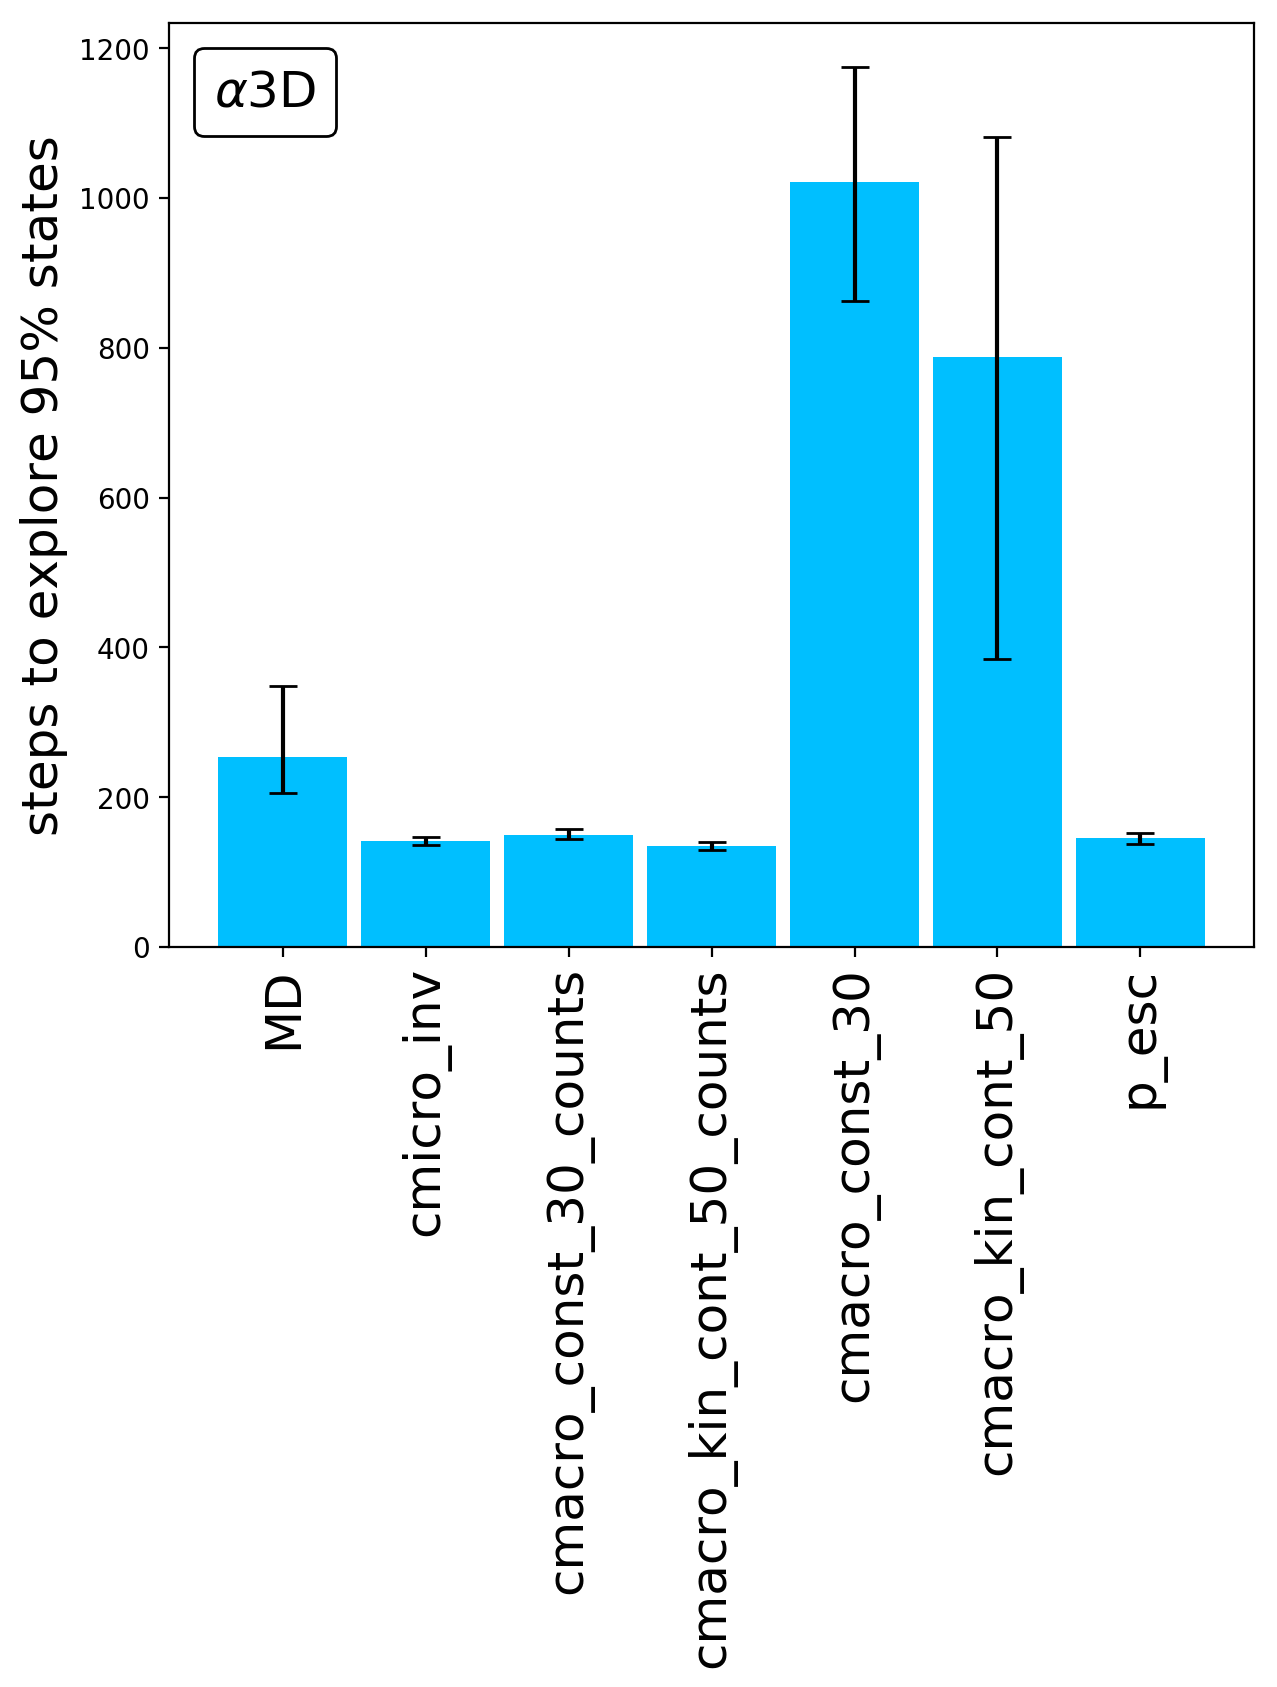 α3D
steps to explore 95% states
1200
1000
800
600
400
200
0
MD
cmicro_inv
cmacro_const_30_counts
cmacro_kin_cont_50_counts
cmacro_const_30
cmacro_kin_cont_50
p_esc